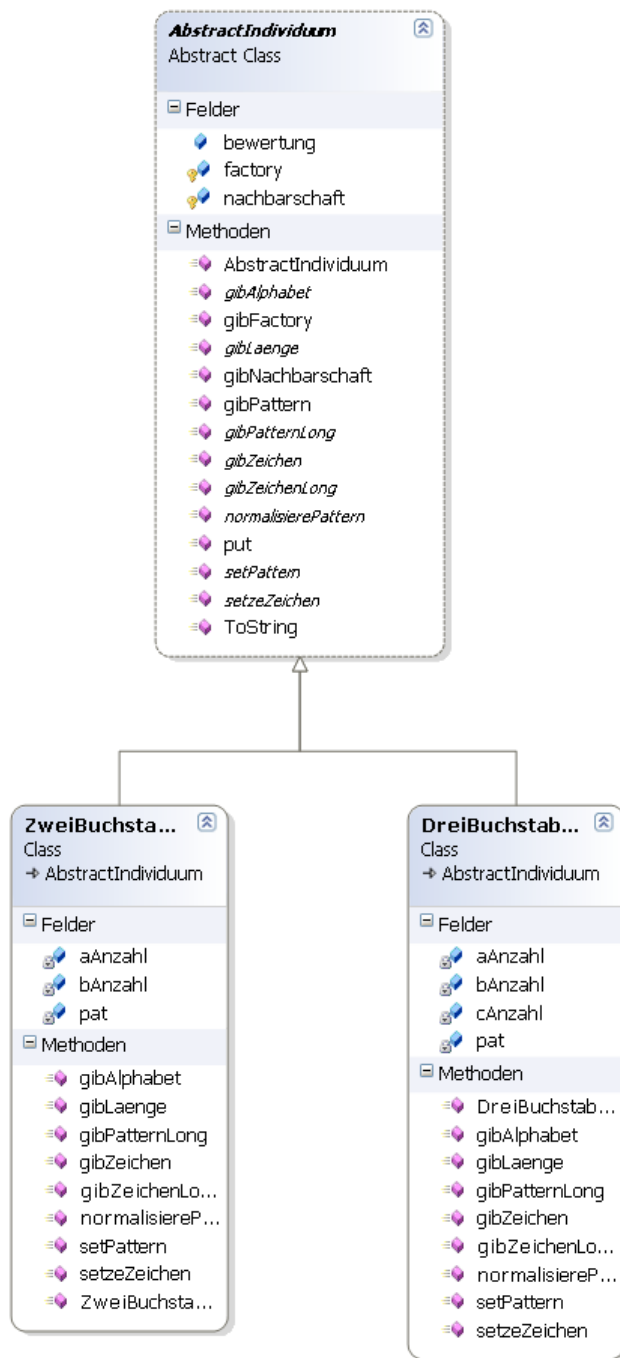 AbstractIndividuum
Abstract Class
Felder
bewertung
factory
nachbarschaft
Methoden
AbstractIndividuum
gibAlphabet
gibFactory
gibLaenge
gibNachbarschaft
gibPattern
gibPatternLong
gibZeichen
gibZeichenLong
normalisierePattern
put
setPattern
setzeZeichen
ToString
ZweiBuchsta...
Class
AbstractIndividuum
Felder
aAnzahl
bAnzahl
pat
Methoden
gibAlphabet
gibLaenge
gibPatternLong
gibZeichen
gibZeichenLo...
normalisiereP...
setPattern
setzeZeichen
ZweiBuchsta...
DreiBuchstab...
Class
AbstractIndividuum
Felder
aAnzahl
bAnzahl
cAnzahl
pat
Methoden
DreiBuchstab...
gibAlphabet
gibLaenge
gibPatternLong
gibZeichen
gibZeichenLo...
normalisiereP...
setPattern
setzeZeichen